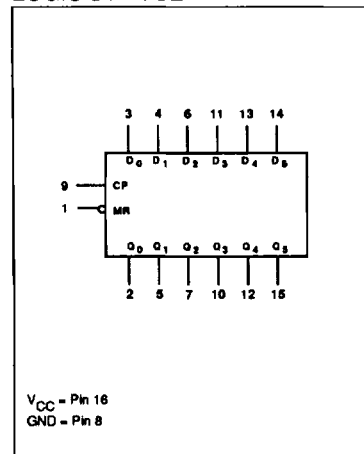 3 4 6 11 13 14
D0 D1 D2 D3 D4 D5
9 CP
1 MR
Q0 Q1 Q2 Q3 Q4 Q5
2 5 7 10 12 15
VCC = Pin 16
GND = Pin 8